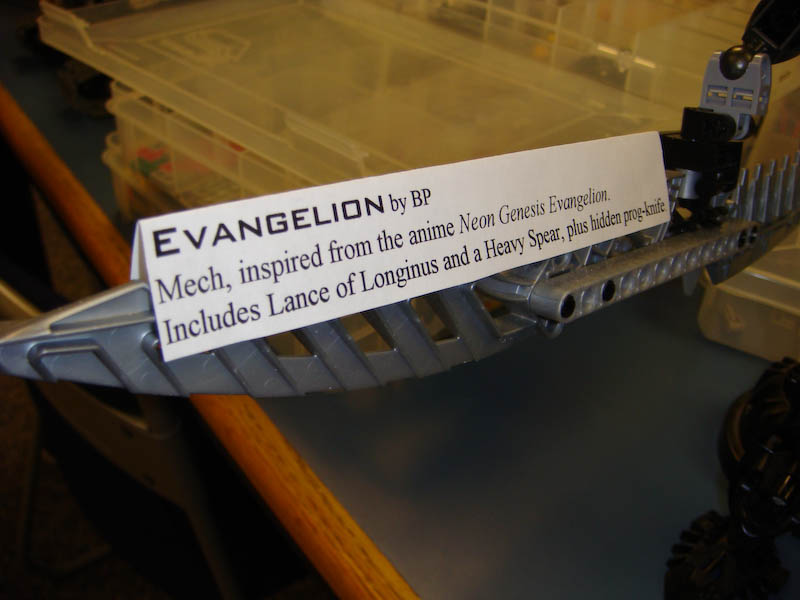 EVANGELION by BP
Mech, inspired from the anime Neon Genesis Evangelion.
Includes Lance of Longinus and a Heavy Spear, plus hidden prog-knife